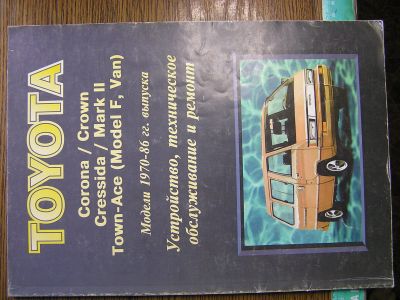 TOYOTA
Corona / Crown
Cressida / Mark II
Town-Ace (Model F, Van)
Модели 1970-86 гг. выпуска
Устройство, техническое
обслуживание и ремонт